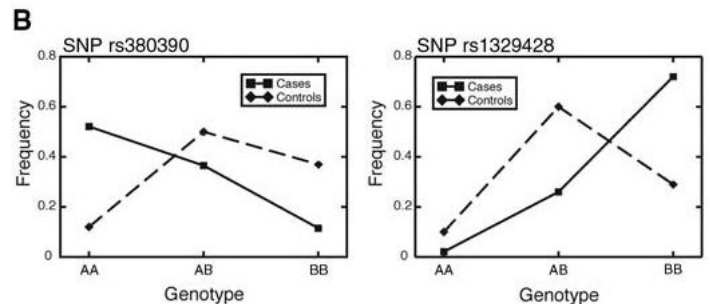 B
SNP rs380390
0.8
0.6
0.4
0.2
0
Frequency
Cases
Controls
AA
AB
BB
Genotype
SNP rs1329428
0.8
0.6
0.4
0.2
0
Frequency
Cases
Controls
AA
AB
BB
Genotype